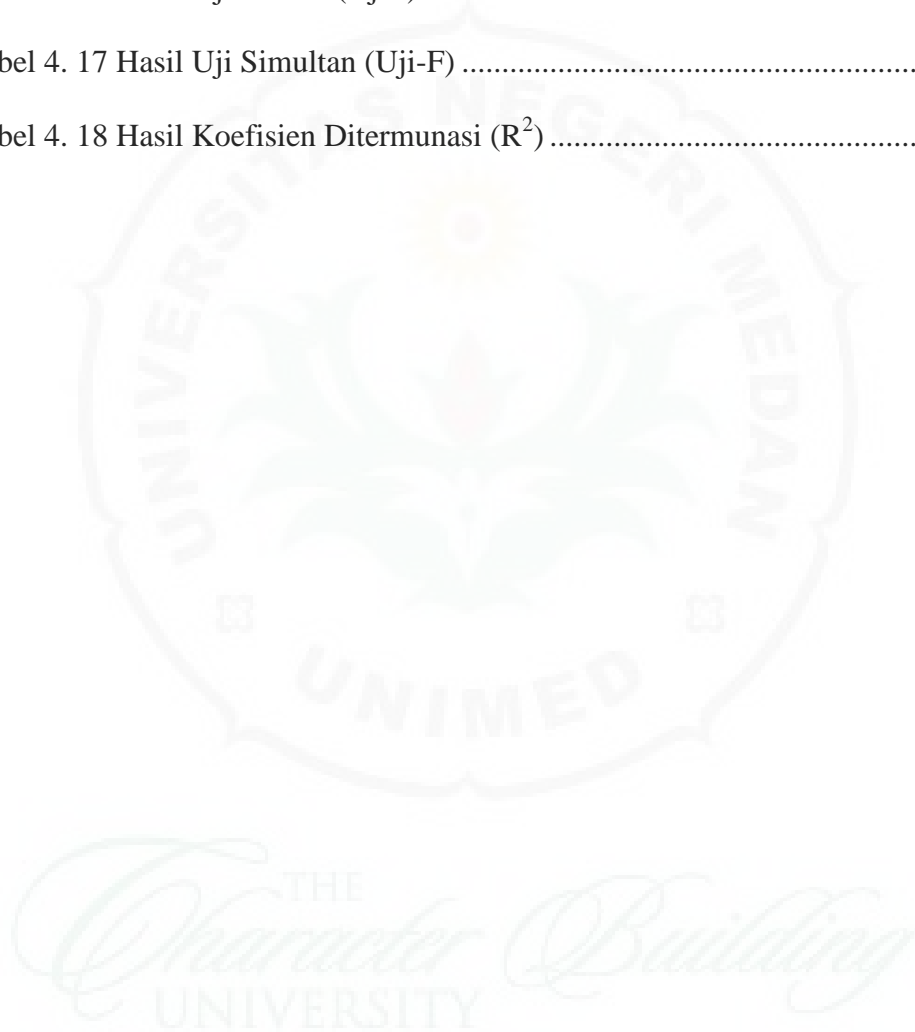 bel 4. 17 Hasil Uji Simultan (Uji-F) ........................................................
bel 4. 18 Hasil Koefisien Ditermunasi (R²) .............................................
UNIVERSITAS NEGERI MEDAN
UNIMED
THE
Character Building
UNIVERSITY